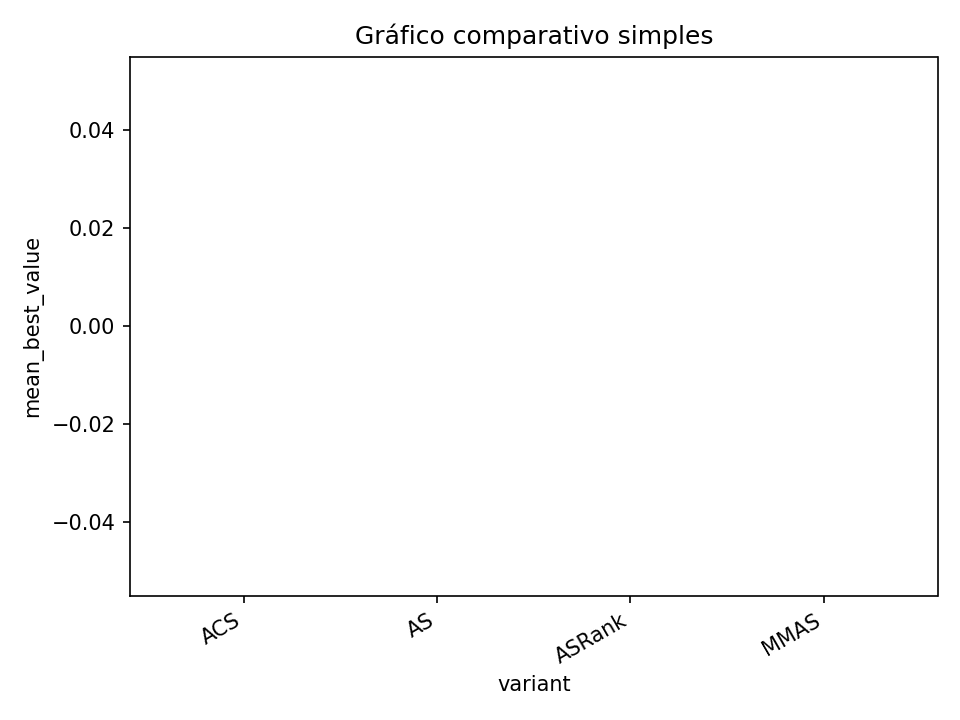 Gráfico comparativo simples
0.04
0.02
0.00
−0.02
−0.04
mean_best_value
ACS
AS
ASRank
MMAS
variant